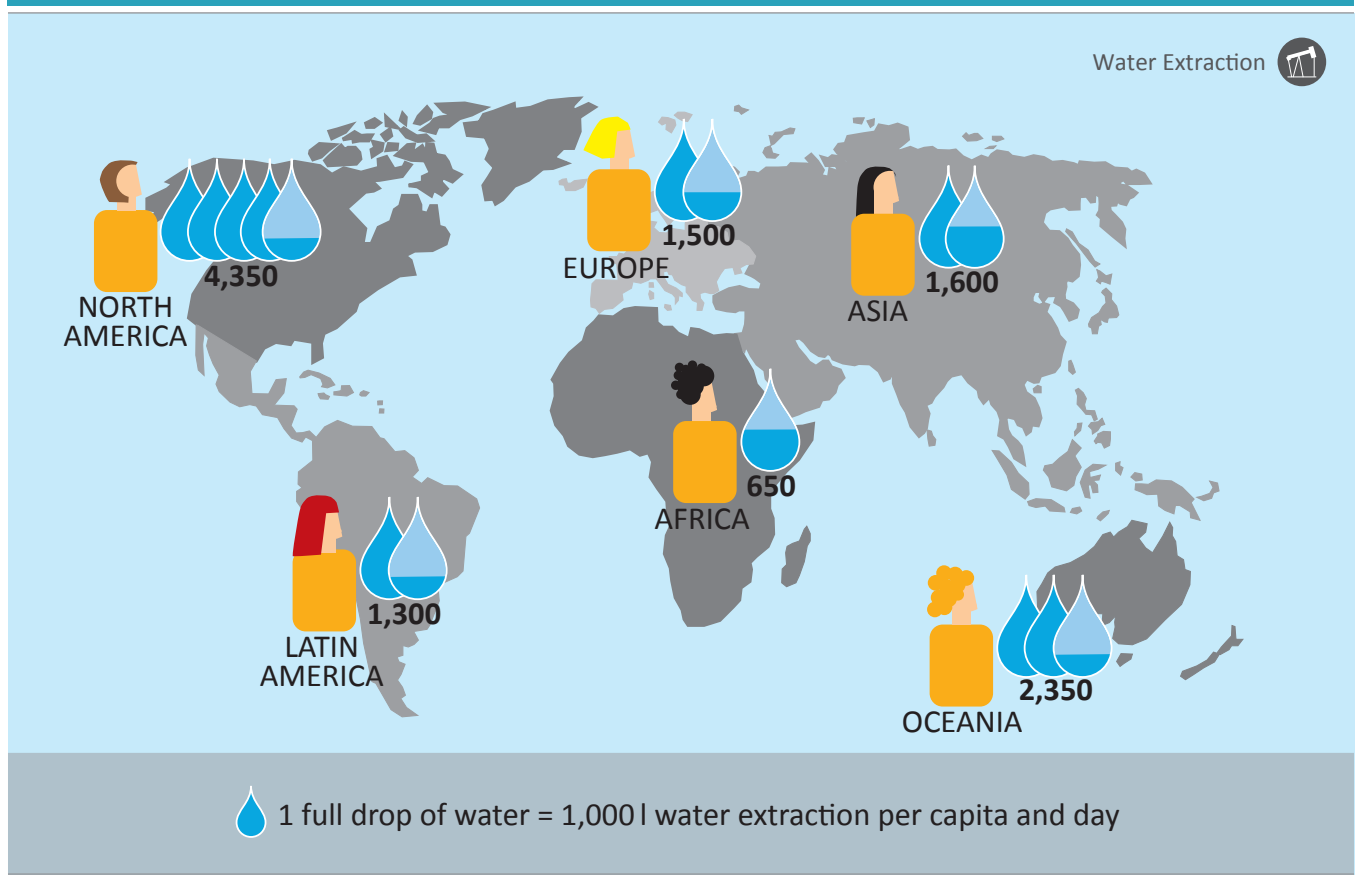 Water Extraction
4,350
NORTH
AMERICA
1,500
EUROPE
1,600
ASIA
650
AFRICA
1,300
LATIN
AMERICA
2,350
OCEANIA
1 full drop of water = 1,000 l water extraction per capita and day